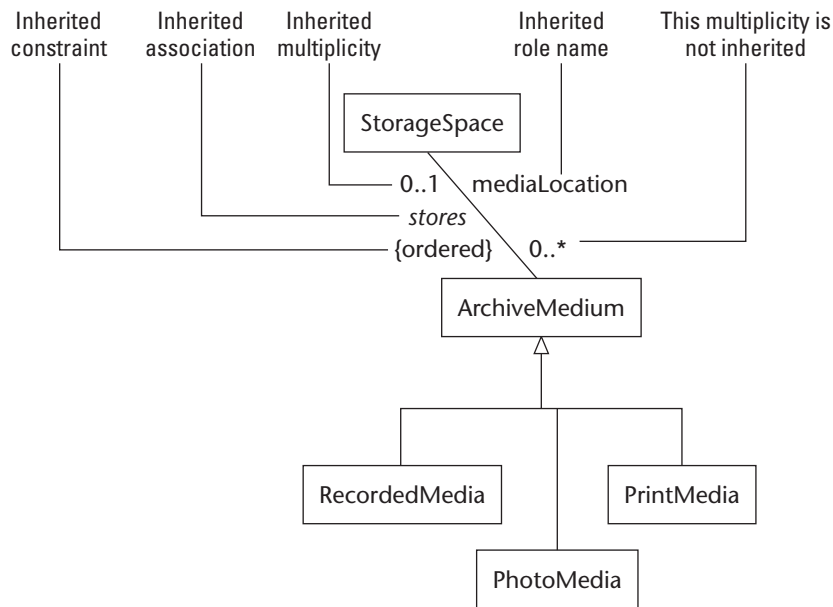 Inherited
constraint
Inherited
association
Inherited
multiplicity
Inherited
role name
This multiplicity is
not inherited
StorageSpace
0..1
mediaLocation
stores
{ordered}
0..*
ArchiveMedium
RecordedMedia
PrintMedia
PhotoMedia